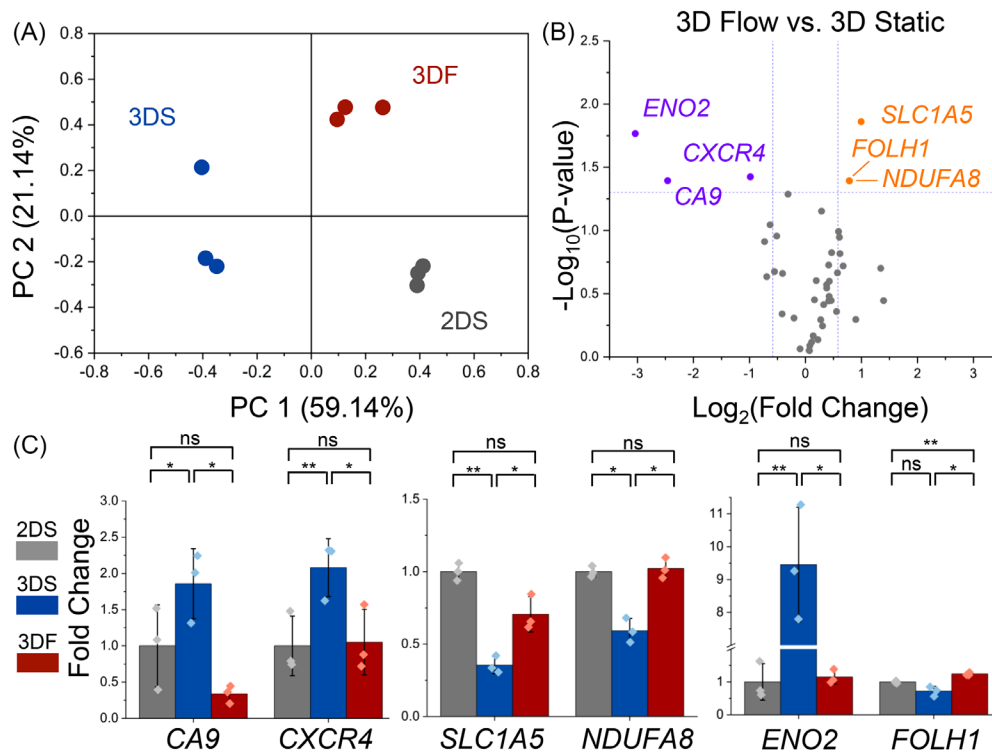 (A)
0.8
0.6
0.4
0.2
0.0
-0.2
-0.4
-0.6
-0.8 -0.6 -0.4 -0.2 0.0 0.2 0.4 0.6 0.8
PC 2 (21.14%)
PC 1 (59.14%)
3DS
3DF
2DS
(B)
3D Flow vs. 3D Static
2.5
2.0
1.5
1.0
0.5
0.0
-3 -2 -1 0 1 2 3
-Log10(P-value)
Log2(Fold Change)
ENO2
CXCR4
CA9
SLC1A5
FOLH1
NDUFA8
(C)
2DS
3DS
3DF
Fold Change
ns ns
* * ** *
3.0
2.5
2.0
1.5
1.0
0.5
0.0
CA9 CXCR4
ns ns
** * * *
1.5
1.0
0.5
0.0
SLC1A5 NDUFA8
ns **
** * ns *
11
10
9
8
2
1
0
ENO2 FOLH1